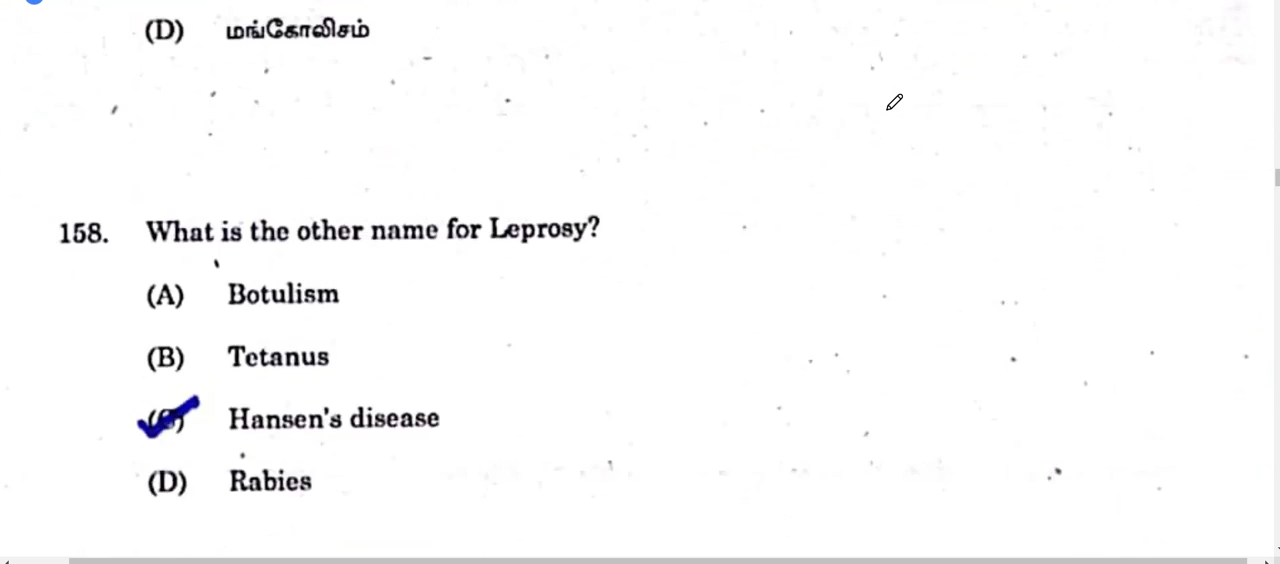 (D) மங்கோலிசம்
158. What is the other name for Leprosy?
(A) Botulism
(B) Tetanus
(C) Hansen's disease
(D) Rabies